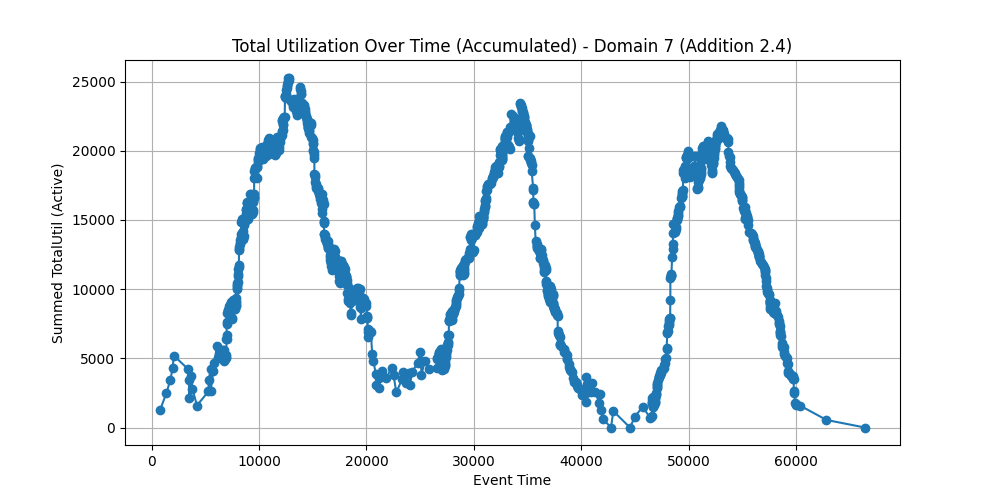 Total Utilization Over Time (Accumulated) - Domain 7 (Addition 2.4)
Summed TotalUtil (Active)
25000
20000
15000
10000
5000
0
0 10000 20000 30000 40000 50000 60000
Event Time